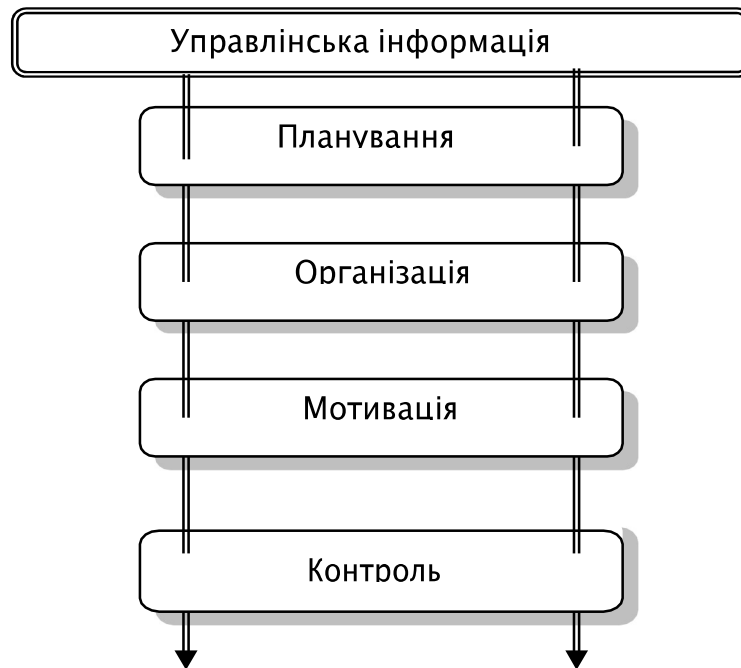 Управлінська інформація
Планування
Організація
Мотивація
Контроль